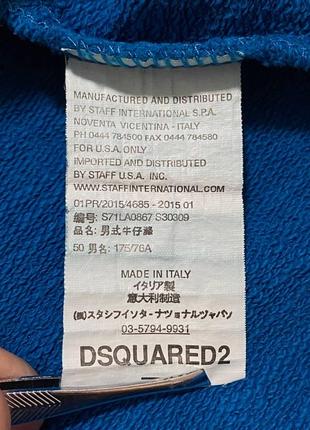 MANUFACTURED AND DISTRIBUTED
BY STAFF INTERNATIONAL S.P.A.
NOVENTA VICENTINA - ITALY
PH 0444 784500 FAX 0444 784580
FOR U.S.A. ONLY
IMPORTED AND DISTRIBUTED
BY STAFF U.S.A. INC.
WWW.STAFFINTERNATIONAL.COM
01PR/2015/4685 - 2015 01
编号: S71LA0867 S30309
品名: 男式牛仔裤
50 男名: 175/76A
MADE IN ITALY
イタリア製
意大利制造
(株)スタシフイソタ-ナツョナルヅャパン
03-5794-9931
DSQUARED2